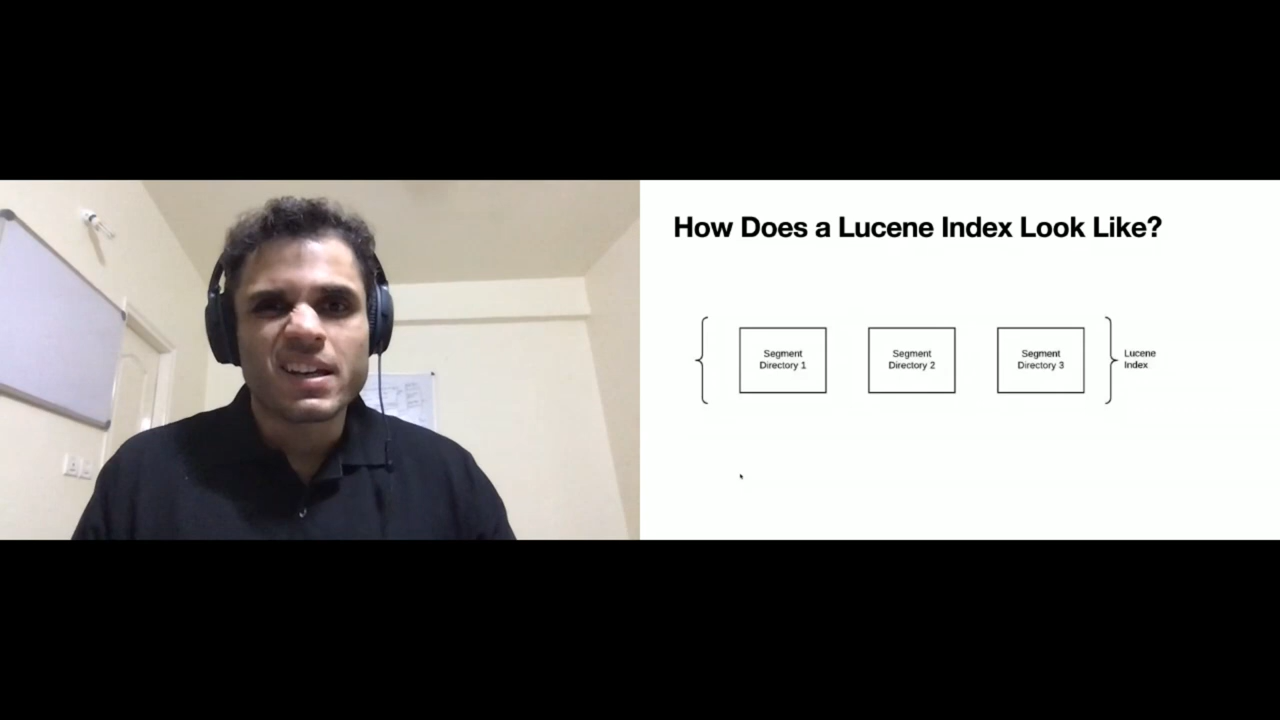 How Does a Lucene Index Look Like?
Segment
Directory 1
Segment
Directory 2
Segment
Directory 3
Lucene
Index